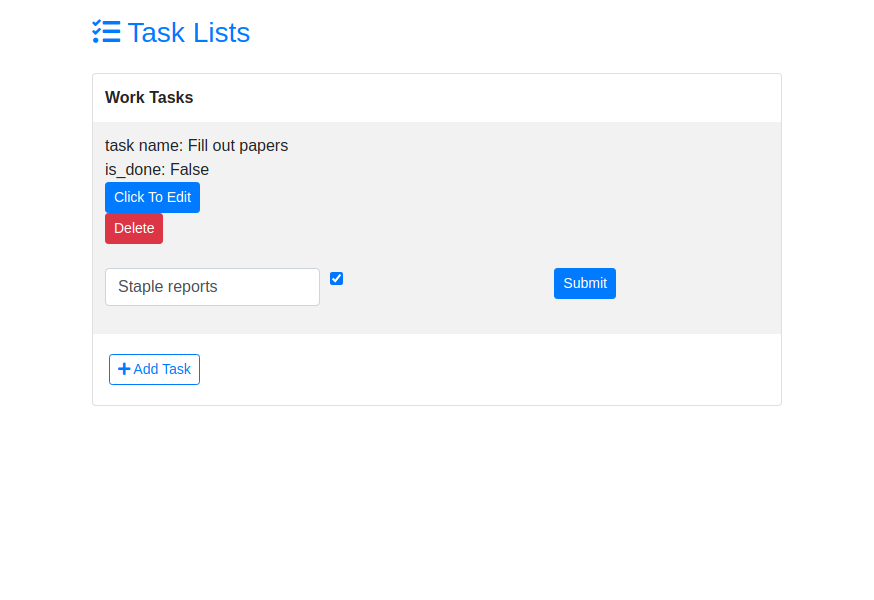 Task Lists
Work Tasks
task name: Fill out papers
is_done: False
Click To Edit
Delete
Staple reports
Submit
Add Task